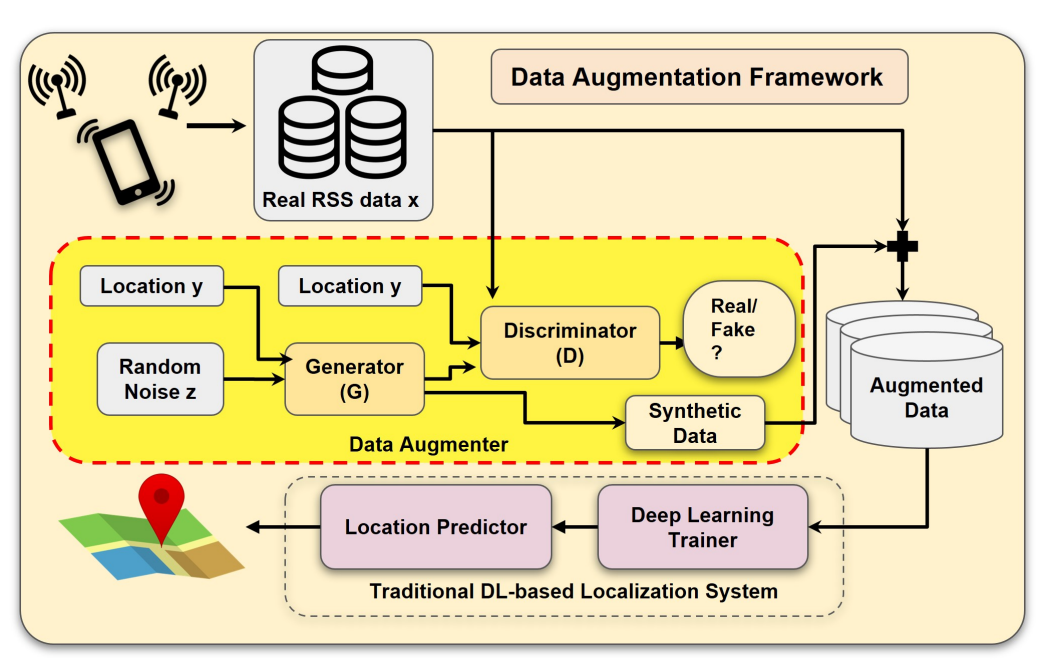 Data Augmentation Framework
Real RSS data x
Location y
Location y
Random
Noise z
Generator
(G)
Discriminator
(D)
Real/
Fake
?
Synthetic
Data
Data Augmenter
Augmented
Data
Location Predictor
Deep Learning
Trainer
Traditional DL-based Localization System